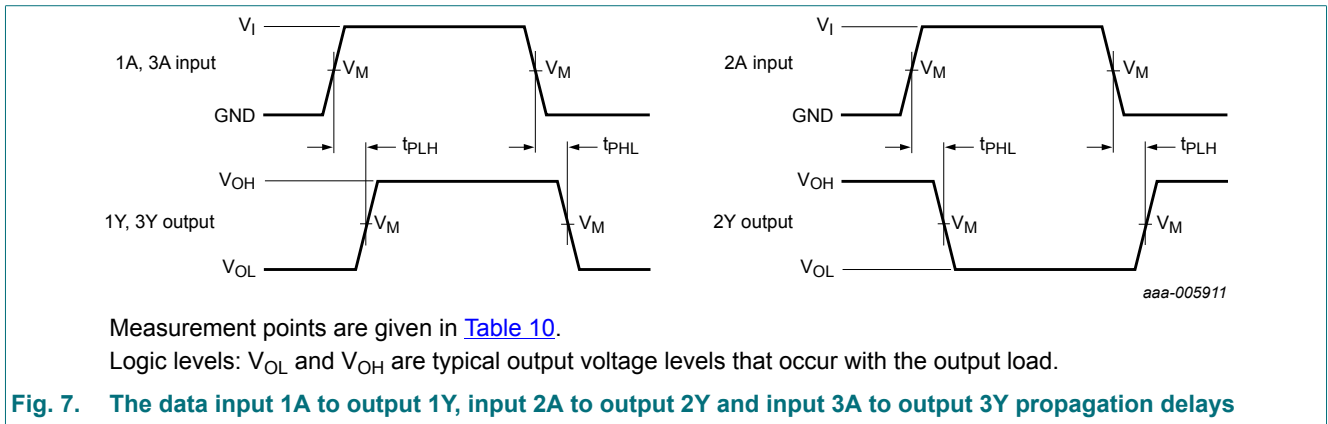 V_I
1A, 3A input
V_M
V_M
GND
t_PLH
t_PHL
V_OH
1Y, 3Y output
V_M
V_M
V_OL
V_I
2A input
V_M
V_M
GND
t_PHL
t_PLH
V_OH
2Y output
V_M
V_M
V_OL
aaa-005911
Measurement points are given in Table 10.
Logic levels: V_OL and V_OH are typical output voltage levels that occur with the output load.
Fig. 7. The data input 1A to output 1Y, input 2A to output 2Y and input 3A to output 3Y propagation delays